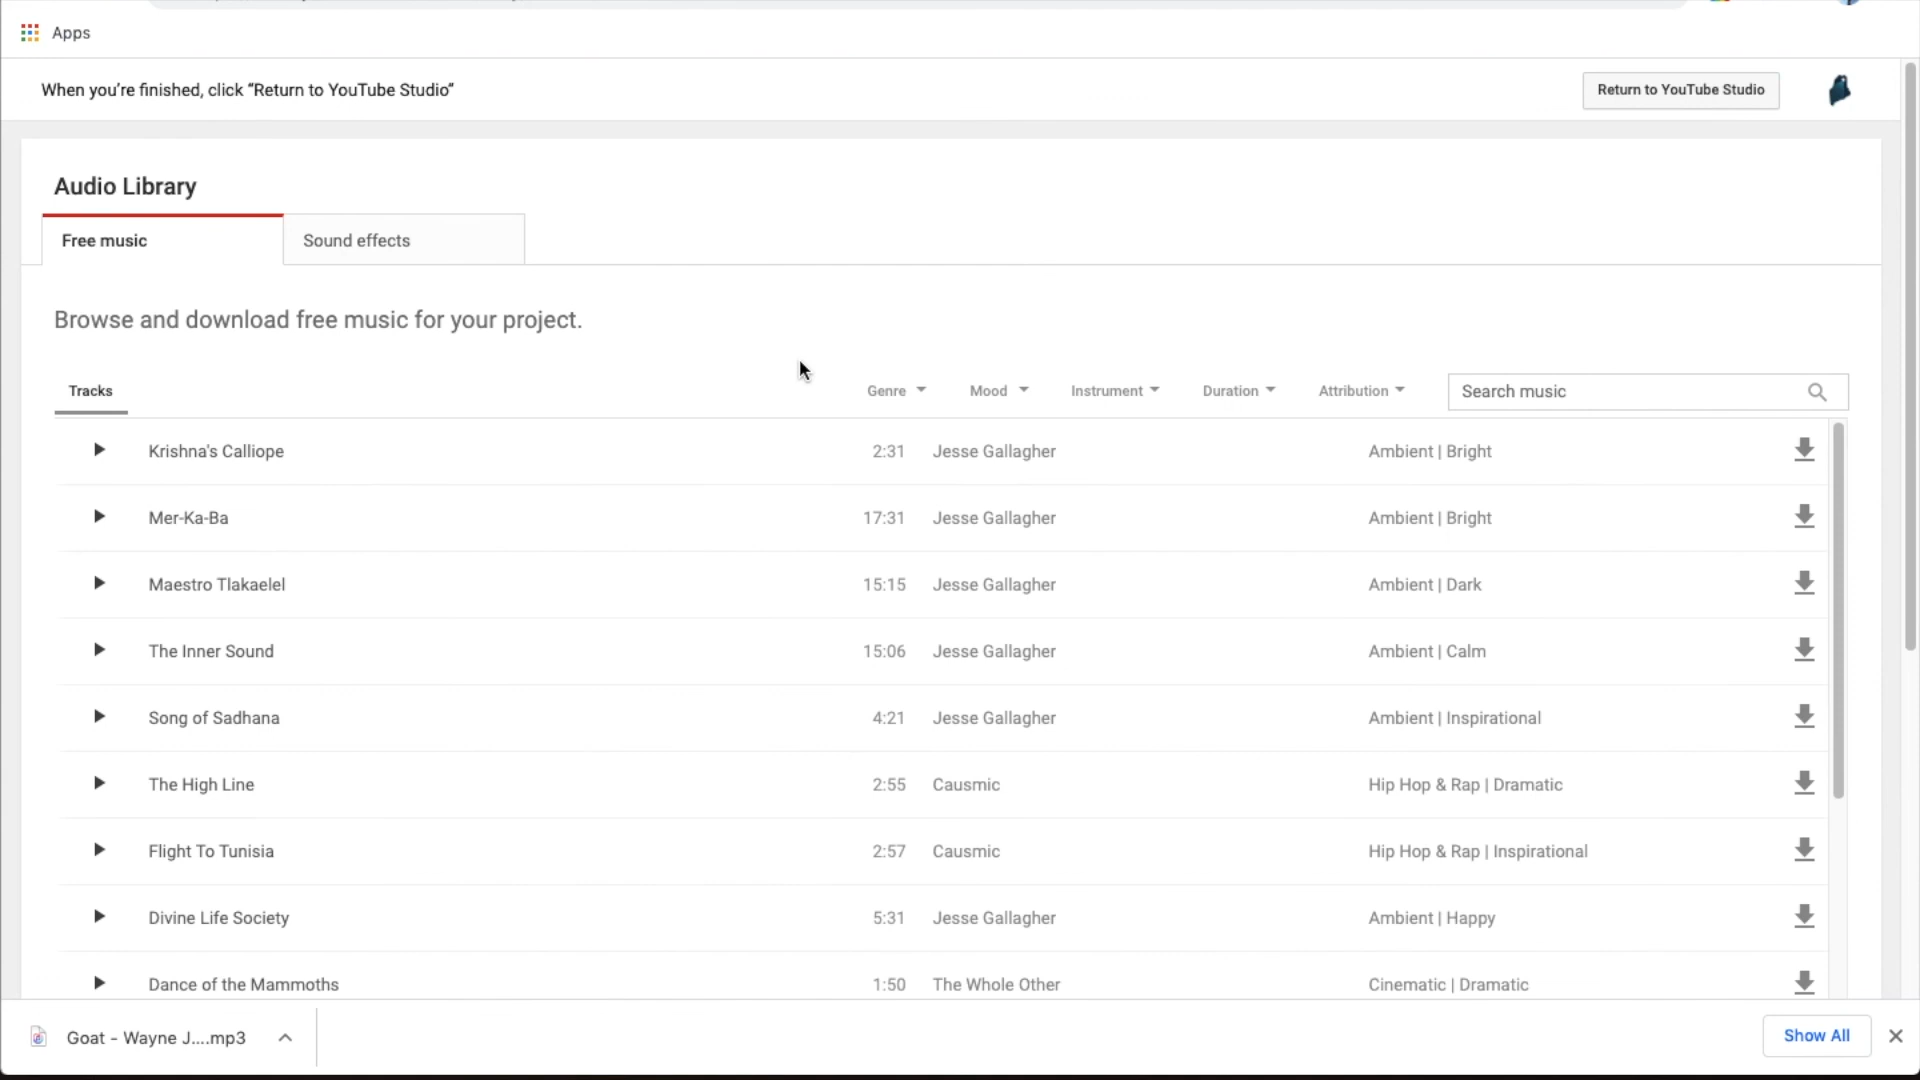 Apps
When you're finished, click “Return to YouTube Studio”
Return to YouTube Studio
Audio Library
Free music
Sound effects
Browse and download free music for your project.
Tracks Genre Mood Instrument Duration Attribution Search music
Krishna's Calliope 2:31 Jesse Gallagher Ambient | Bright
Mer-Ka-Ba 17:31 Jesse Gallagher Ambient | Bright
Maestro Tlakaelel 15:15 Jesse Gallagher Ambient | Dark
The Inner Sound 15:06 Jesse Gallagher Ambient | Calm
Song of Sadhana 4:21 Jesse Gallagher Ambient | Inspirational
The High Line 2:55 Causmic Hip Hop & Rap | Dramatic
Flight To Tunisia 2:57 Causmic Hip Hop & Rap | Inspirational
Divine Life Society 5:31 Jesse Gallagher Ambient | Happy
Dance of the Mammoths 1:50 The Whole Other Cinematic | Dramatic
Goat - Wayne J....mp3
Show All